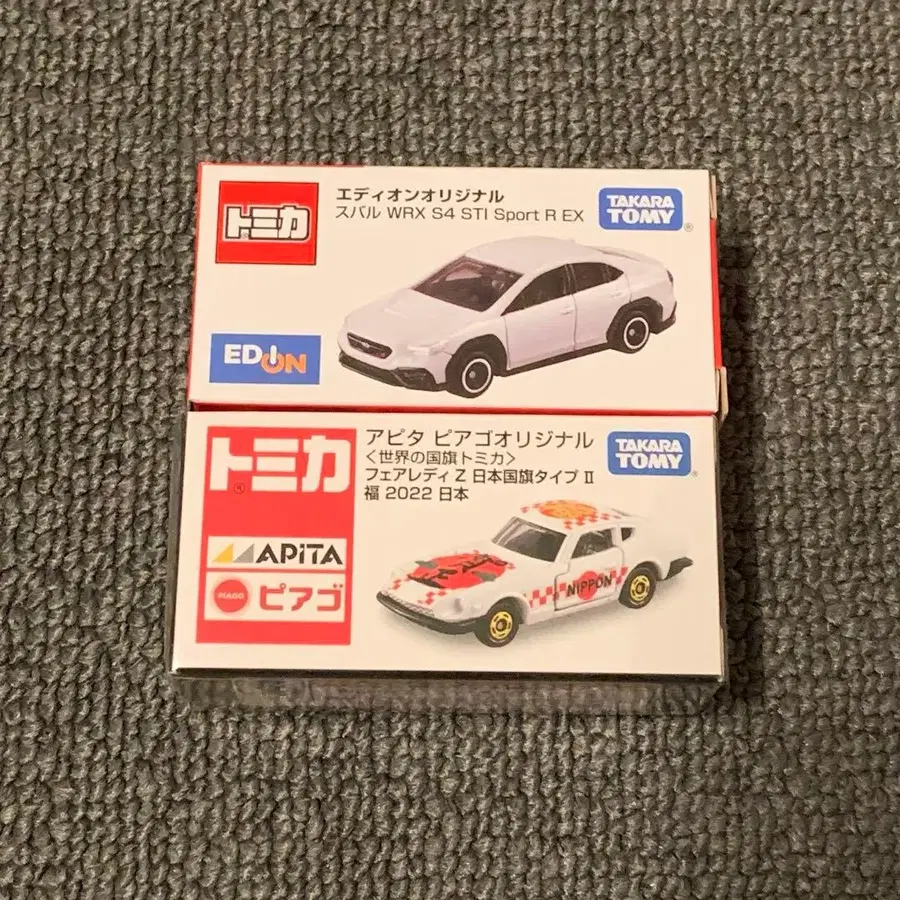 トミカ
エディオンオリジナル
スバル WRX S4 STI Sport R EX
TAKARA
TOMY
EDION
トミカ
アピタ ピアゴオリジナル
<世界の国旗トミカ>
フェアレディ Z 日本国旗タイプ II
福 2022 日本
TAKARA
TOMY
APiTA
PIAGO
ピアゴ
NIPPON